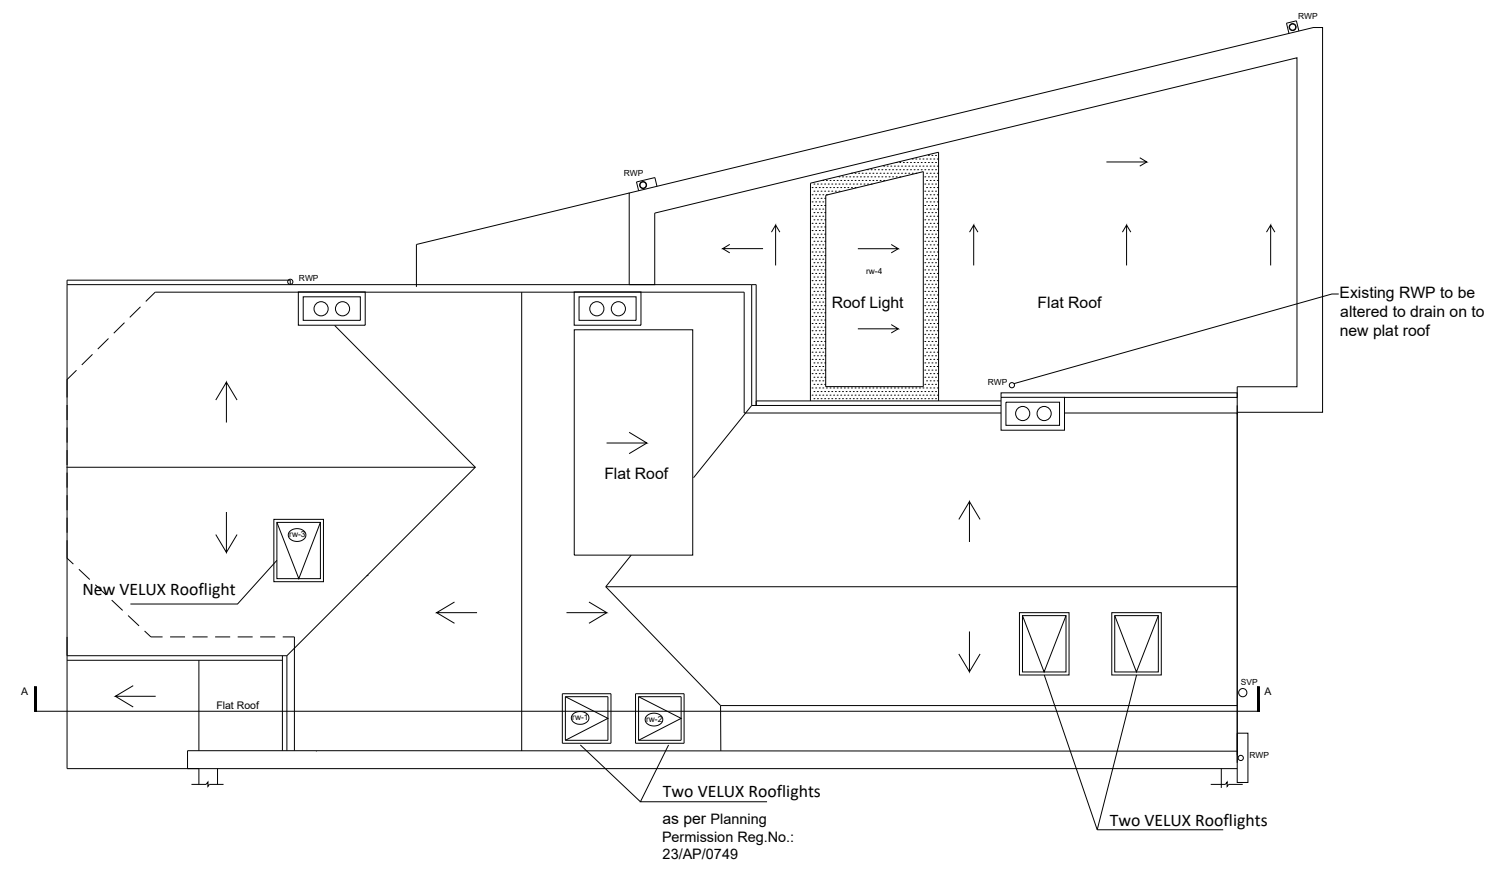 RWP
RWP
RWP
rw-4
Roof Light
Flat Roof
Existing RWP to be
altered to drain on to
new plat roof
RWP
Flat Roof
rw-3
New VELUX Rooflight
SVP
A
A
Flat Roof
rw-1
rw-2
RWP
Two VELUX Rooflights
as per Planning
Permission Reg.No.:
23/AP/0749
Two VELUX Rooflights